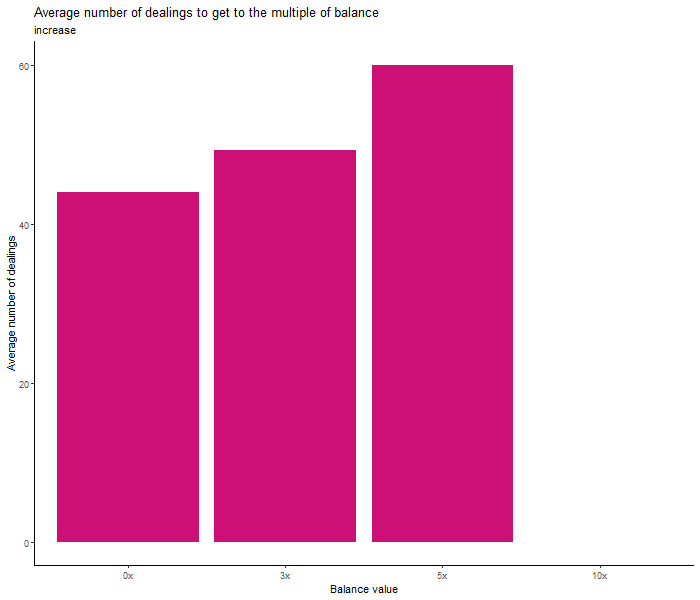 Average number of dealings to get to the multiple of balance
increase
60
40
20
0
Average number of dealings
0x
3x
5x
10x
Balance value